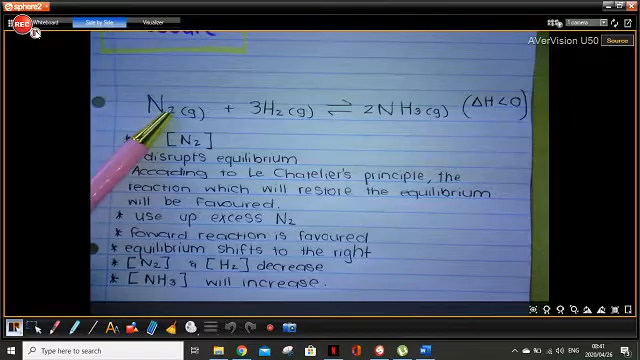 sphere2
Whiteboard
Side by Side
Visualizer
REC
1 camera
AVerVision U50
Source
N2(g) + 3H2(g) ⇌ 2NH3(g) (ΔH<0)
* [N2]
* disrupts equilibrium
* According to Le Chatelier's principle, the
reaction which will restore the equilibrium
will be favoured.
* use up excess N2
* forward reaction is favoured
* equilibrium shifts to the right
* [N2] & [H2] decrease
* [NH3] will increase.
Type here to search
ENG
08:41
2020/04/26